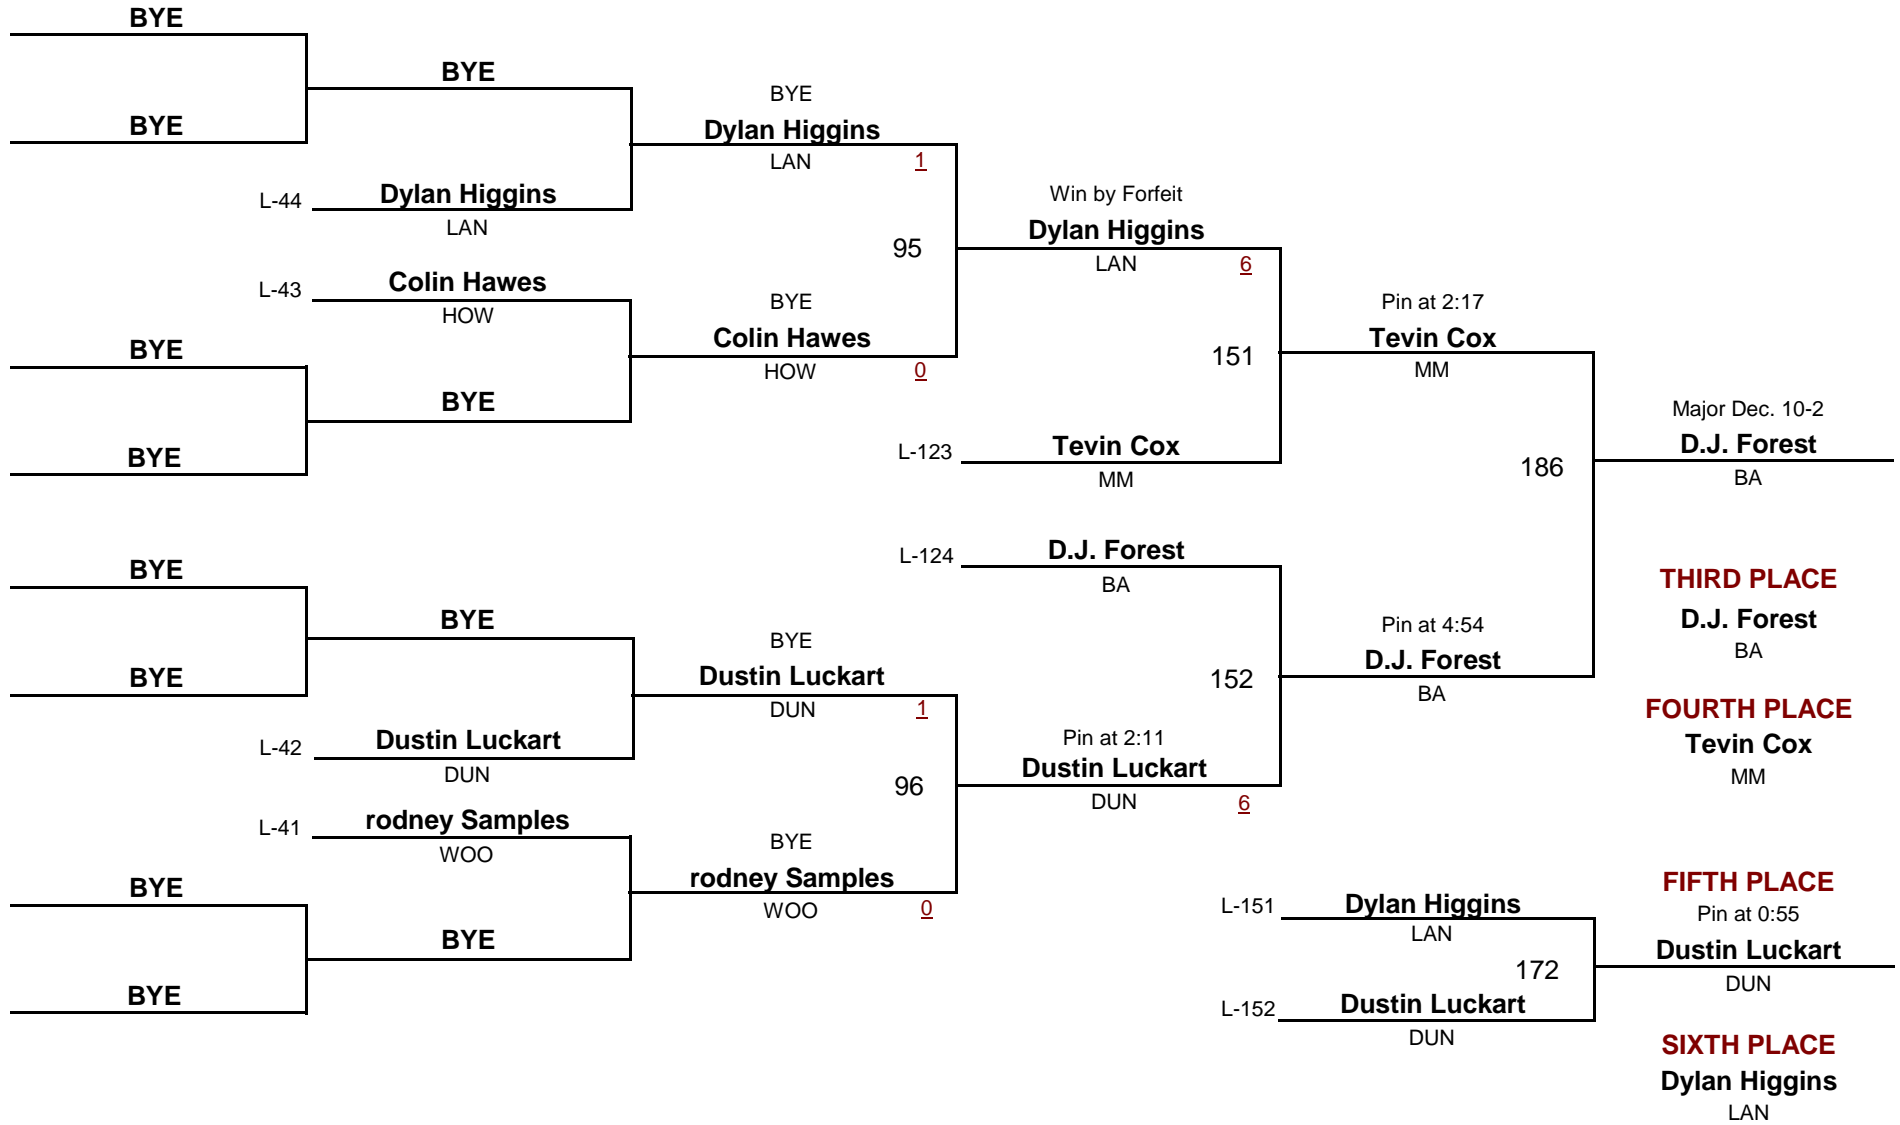 BYE
BYE
BYE
L-44 Dylan Higgins
LAN
L-43 Colin Hawes
HOW
BYE
BYE
BYE
BYE
Dylan Higgins
LAN 1
95
BYE
Colin Hawes
HOW 0
Win by Forfeit
Dylan Higgins
LAN 6
151
L-123 Tevin Cox
MM
Pin at 2:17
Tevin Cox
MM
186
Major Dec. 10-2
D.J. Forest
BA
BYE
BYE
BYE
L-42 Dustin Luckart
DUN
L-41 rodney Samples
WOO
BYE
BYE
BYE
BYE
Dustin Luckart
DUN 1
96
BYE
rodney Samples
WOO 0
L-124 D.J. Forest
BA
152
Pin at 2:11
Dustin Luckart
DUN 6
Pin at 4:54
D.J. Forest
BA
THIRD PLACE
D.J. Forest
BA
FOURTH PLACE
Tevin Cox
MM
L-151 Dylan Higgins
LAN
172
L-152 Dustin Luckart
DUN
FIFTH PLACE
Pin at 0:55
Dustin Luckart
DUN
SIXTH PLACE
Dylan Higgins
LAN